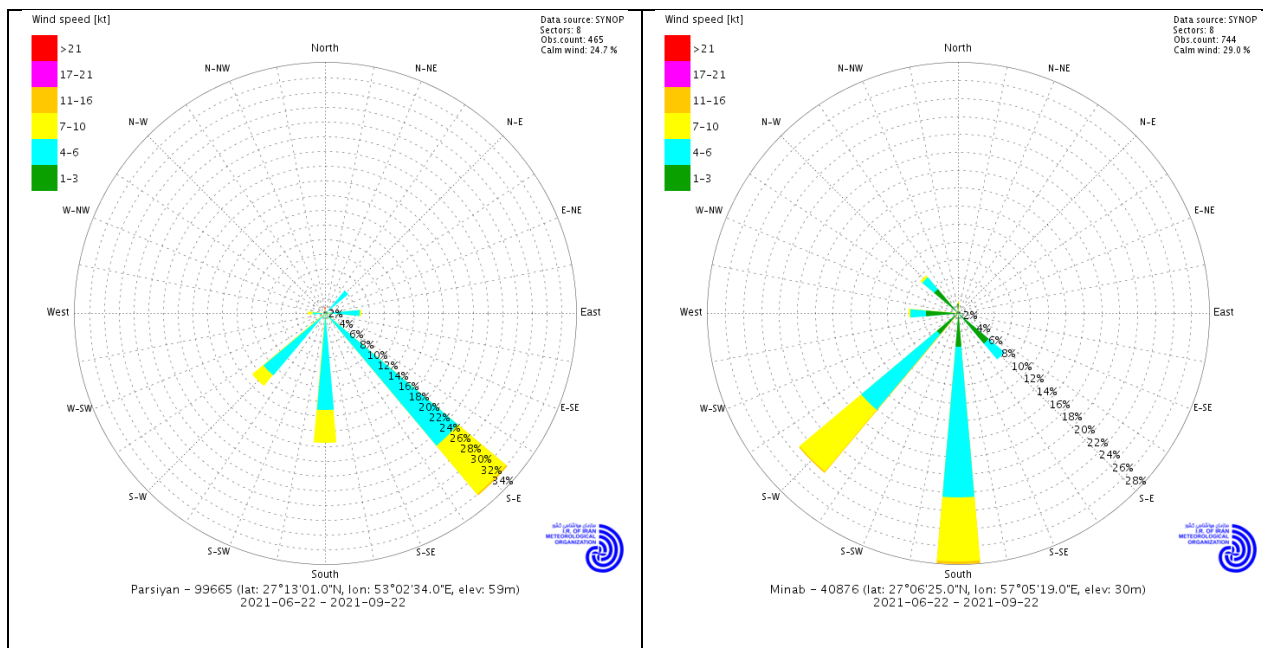 Wind speed [kt]
>21
17-21
11-16
7-10
4-6
1-3
Data source: SYNOP
Sectors: 8
Obs.count: 465
Calm wind: 24.7 %
North
N-NE
N-E
E-NE
East
E-SE
S-E
S-SE
South
S-SW
S-W
W-SW
West
W-NW
N-W
N-NW
2%
4%
6%
8%
10%
12%
14%
16%
18%
20%
22%
24%
26%
28%
30%
32%
34%
سازمان هواشناسی کشور
I.R. OF IRAN
METEOROLOGICAL
ORGANIZATION
Parsiyan - 99665 (lat: 27°13'01.0"N, lon: 53°02'34.0"E, elev: 59m)
2021-06-22 - 2021-09-22
Wind speed [kt]
>21
17-21
11-16
7-10
4-6
1-3
Data source: SYNOP
Sectors: 8
Obs.count: 744
Calm wind: 29.0 %
North
N-NE
N-E
E-NE
East
E-SE
S-E
S-SE
South
S-SW
S-W
W-SW
West
W-NW
N-W
N-NW
2%
4%
6%
8%
10%
12%
14%
16%
18%
20%
22%
24%
26%
28%
سازمان هواشناسی کشور
I.R. OF IRAN
METEOROLOGICAL
ORGANIZATION
Minab - 40876 (lat: 27°06'25.0"N, lon: 57°05'19.0"E, elev: 30m)
2021-06-22 - 2021-09-22